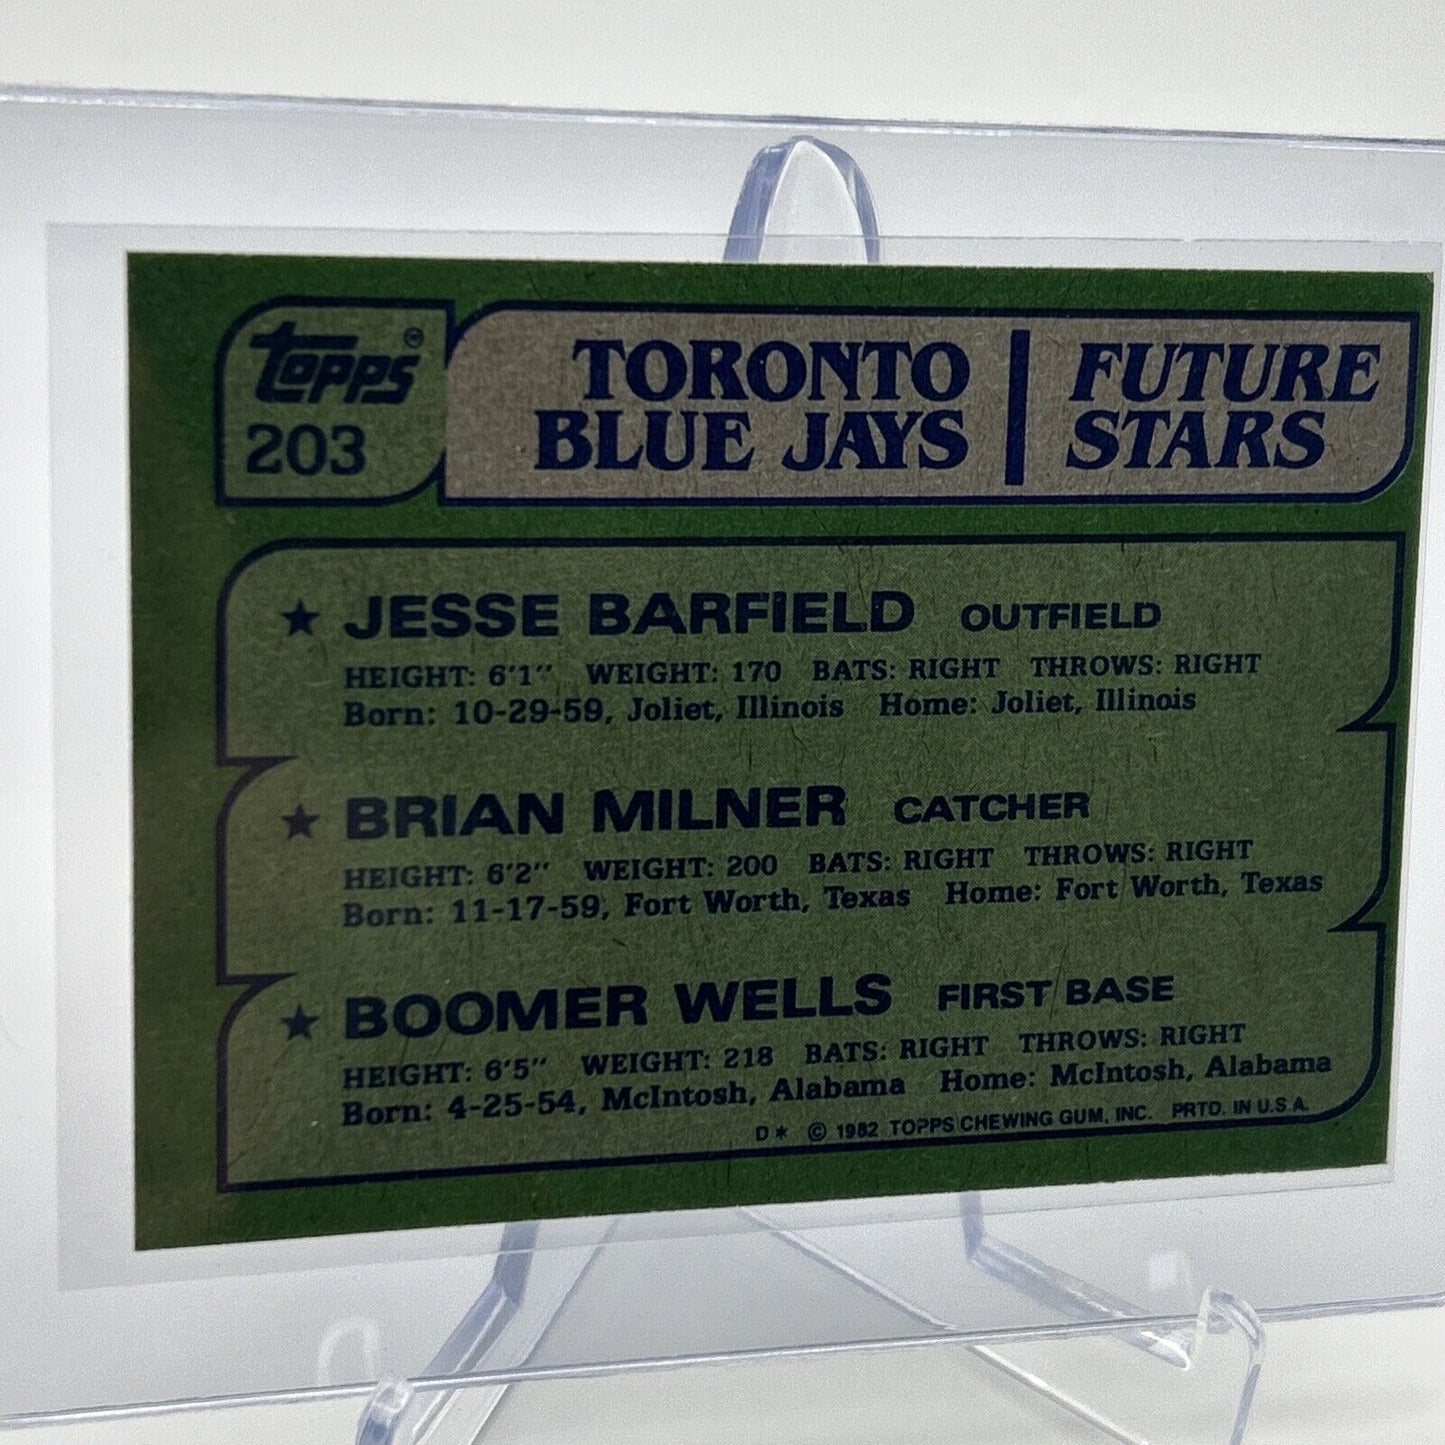 Topps
203
TORONTO
BLUE JAYS
FUTURE
STARS
★ JESSE BARFIELD OUTFIELD
HEIGHT: 6'1" WEIGHT: 170 BATS: RIGHT THROWS: RIGHT
Born: 10-29-59, Joliet, Illinois Home: Joliet, Illinois
★ BRIAN MILNER CATCHER
HEIGHT: 6'2" WEIGHT: 200 BATS: RIGHT THROWS: RIGHT
Born: 11-17-59, Fort Worth, Texas Home: Fort Worth, Texas
★ BOOMER WELLS FIRST BASE
HEIGHT: 6'5" WEIGHT: 218 BATS: RIGHT THROWS: RIGHT
Born: 4-25-54, McIntosh, Alabama Home: McIntosh, Alabama
D* © 1982 TOPPS CHEWING GUM, INC. PRTD. IN U.S.A.